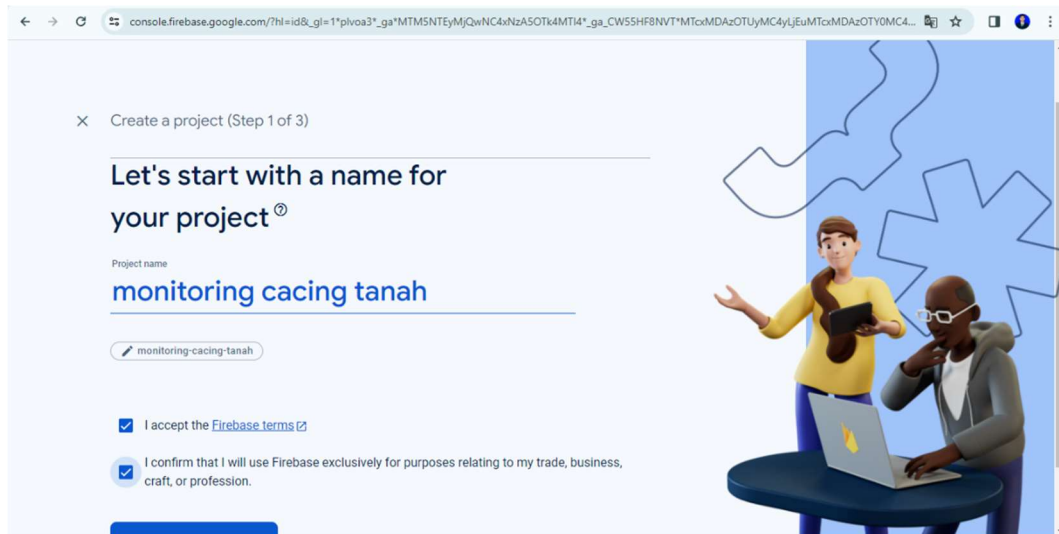 console.firebase.google.com/?hl=id&_gl=1*plvoa3*_ga*MTM5NTEyMjQwNC4xNzA5OTk4MTI4*_ga_CW55HF8NVT*MTcxMDAzOTUyMC4yLjEuMTcxMDAzOTY0MC4...
Create a project (Step 1 of 3)
Let's start with a name for
your project
Project name
monitoring cacing tanah
monitoring-cacing-tanah
I accept the Firebase terms
I confirm that I will use Firebase exclusively for purposes relating to my trade, business,
craft, or profession.